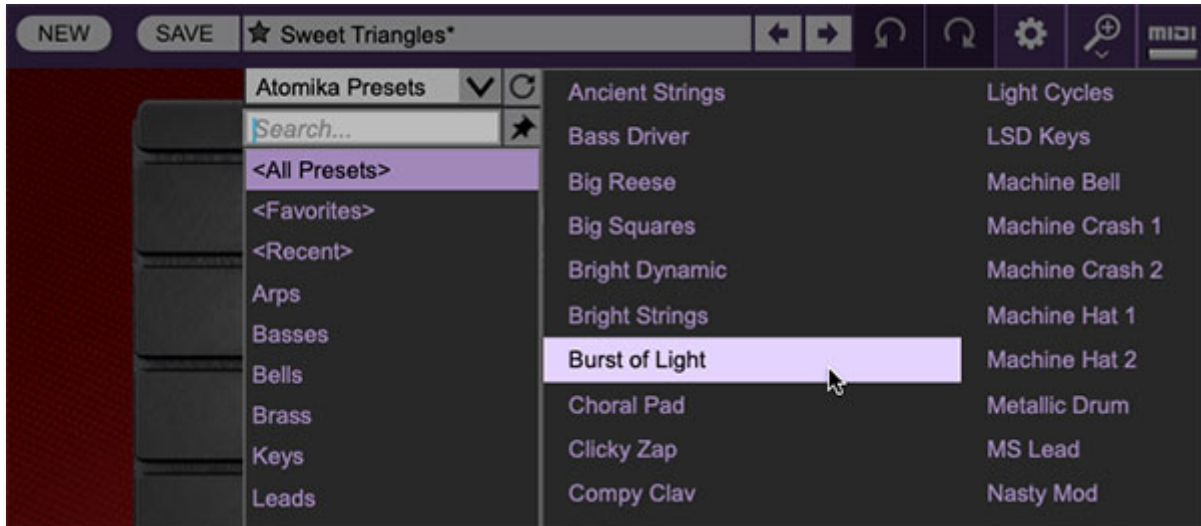 NEW
SAVE
Sweet Triangles*
MIDI
Atomika Presets
Search...
<All Presets>
<Favorites>
<Recent>
Arps
Basses
Bells
Brass
Keys
Leads
Ancient Strings
Bass Driver
Big Reese
Big Squares
Bright Dynamic
Bright Strings
Burst of Light
Choral Pad
Clicky Zap
Compy Clav
Light Cycles
LSD Keys
Machine Bell
Machine Crash 1
Machine Crash 2
Machine Hat 1
Machine Hat 2
Metallic Drum
MS Lead
Nasty Mod